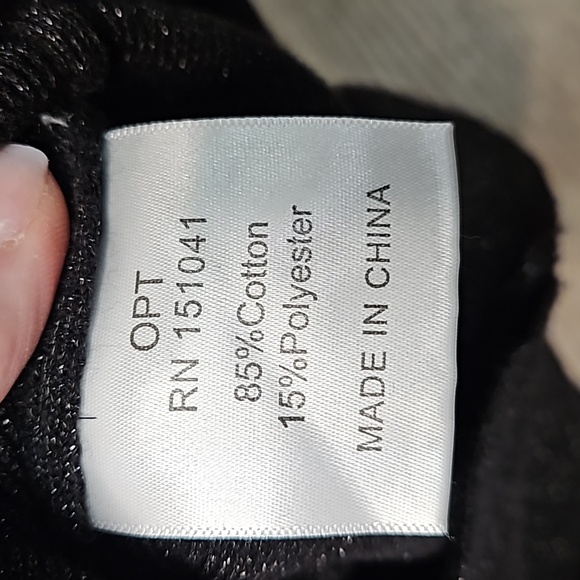 OPT
RN 151041
85%Cotton
15%Polyester
MADE IN CHINA